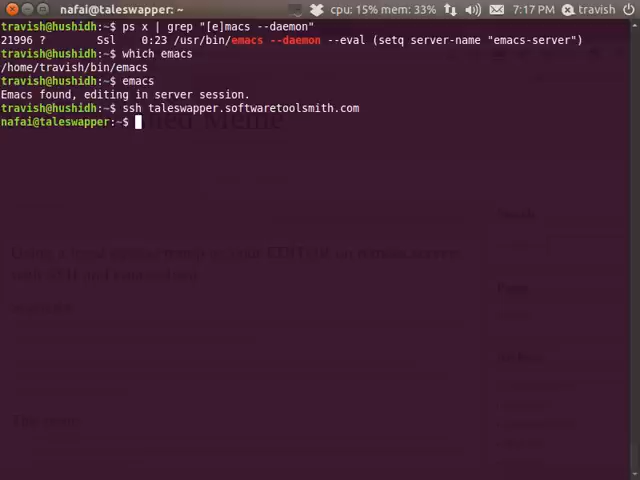 nafai@taleswapper: ~ cpu: 15% mem: 33% 7:17 PM travish
travish@hushidh:~$ ps x | grep "[e]macs --daemon"
21996 ? Ssl 0:23 /usr/bin/emacs --daemon --eval (setq server-name "emacs-server")
travish@hushidh:~$ which emacs
/home/travish/bin/emacs
travish@hushidh:~$ emacs
Emacs found, editing in server session.
travish@hushidh:~$ ssh taleswapper.softwaretoolsmith.com
nafai@taleswapper:~$
Meme